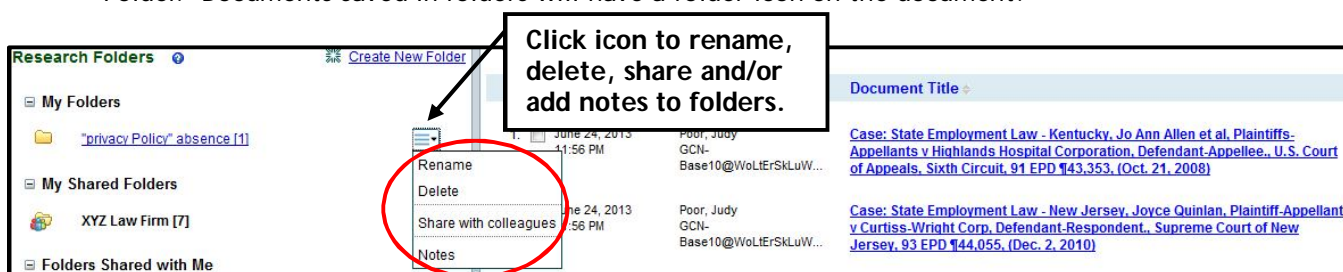 Folder." Documents saved in folders will have a folder icon on the document.
Click icon to rename,
delete, share and/or
add notes to folders.
Research Folders
Create New Folder
My Folders
"privacy Policy" absence [1]
Rename
Delete
Share with colleagues
Notes
My Shared Folders
XYZ Law Firm [7]
Folders Shared with Me
Document Title
1. June 24, 2013
11:56 PM
Poor, Judy
GCN-
Base10@WoLtErSkLuW...
Case: State Employment Law - Kentucky, Jo Ann Allen et al, Plaintiffs-
Appellants v Highlands Hospital Corporation, Defendant-Appellee., U.S. Court
of Appeals, Sixth Circuit, 91 EPD ¶43,353, (Oct. 21, 2008)
24, 2013
:56 PM
Poor, Judy
GCN-
Base10@WoLtErSkLuW...
Case: State Employment Law - New Jersey, Joyce Quinlan, Plaintiff-Appellant
v Curtiss-Wright Corp, Defendant-Respondent., Supreme Court of New
Jersey, 93 EPD ¶44,055, (Dec. 2, 2010)